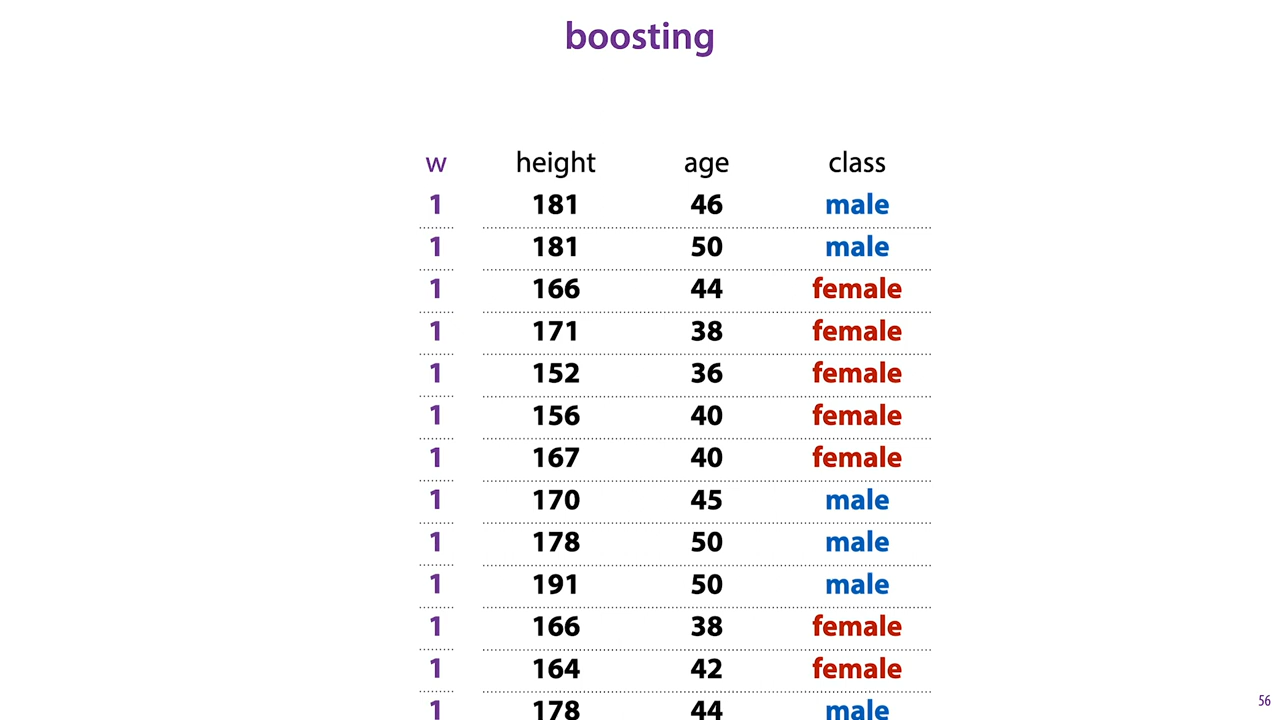 boosting
w height age class
1 181 46 male
1 181 50 male
1 166 44 female
1 171 38 female
1 152 36 female
1 156 40 female
1 167 40 female
1 170 45 male
1 178 50 male
1 191 50 male
1 166 38 female
1 164 42 female
1 178 44 male
56